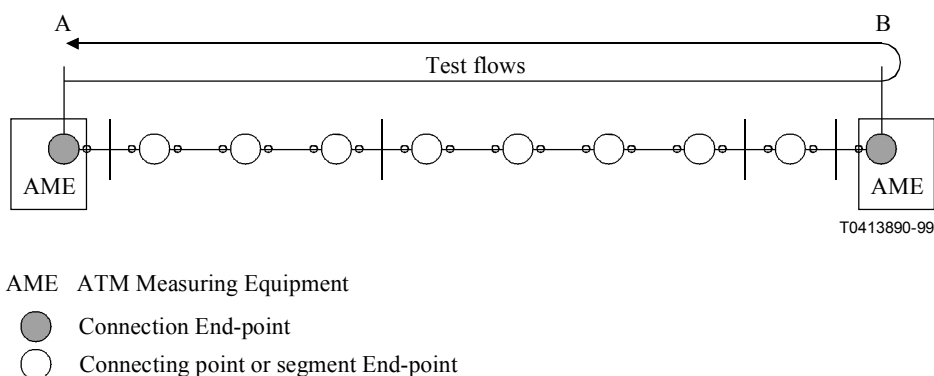 A B
Test flows
AME AME
T0413890-99
AME ATM Measuring Equipment
Connection End-point
Connecting point or segment End-point